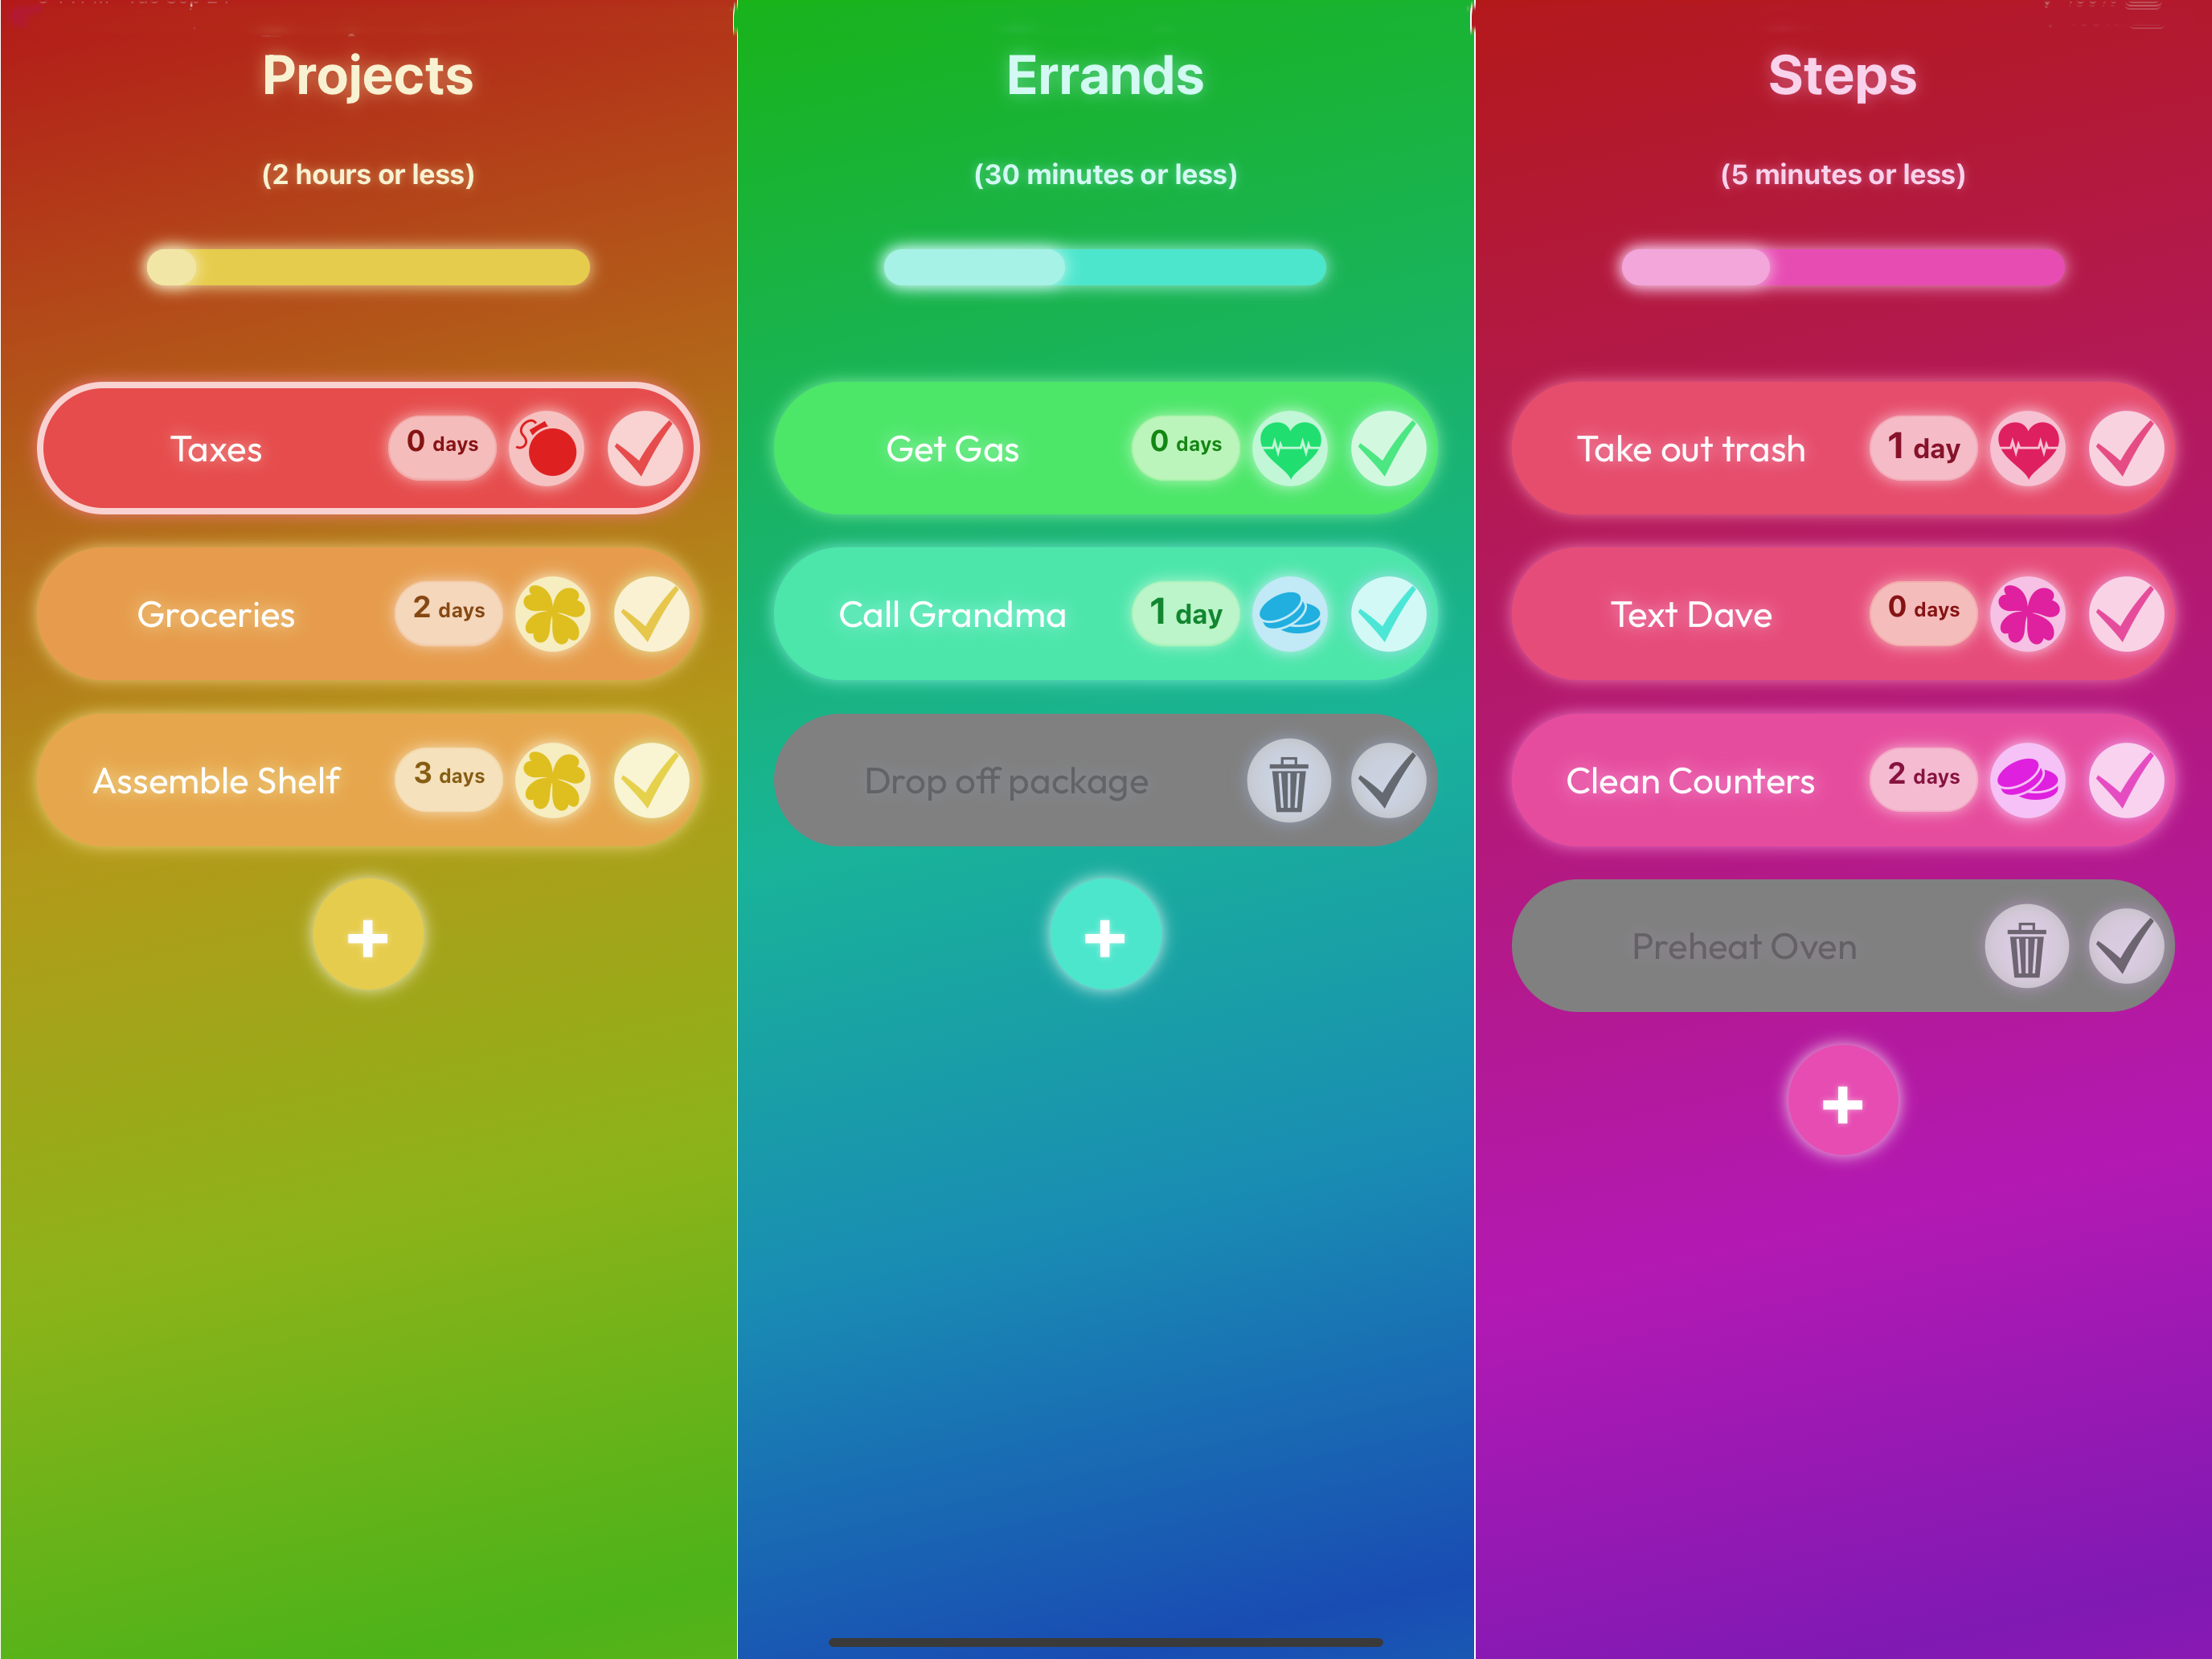 Projects
(2 hours or less)
Taxes
0 days
Groceries
2 days
Assemble Shelf
3 days
+
Errands
(30 minutes or less)
Get Gas
0 days
Call Grandma
1 day
Drop off package
+
Steps
(5 minutes or less)
Take out trash
1 day
Text Dave
0 days
Clean Counters
2 days
Preheat Oven
+